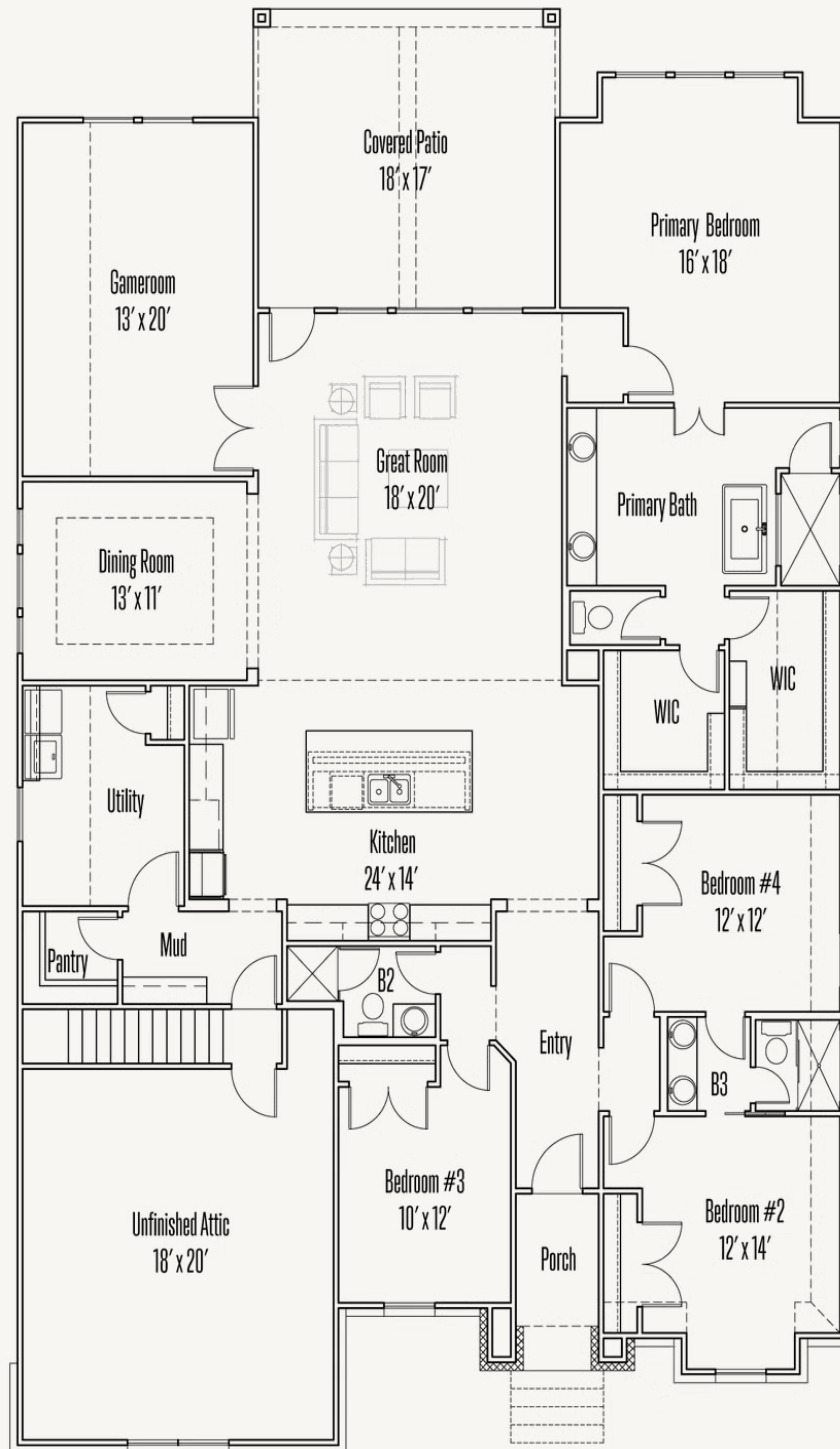 Covered Patio
18' x 17'
Primary Bedroom
16' x 18'
Gameroom
13' x 20'
Great Room
18' x 20'
Primary Bath
Dining Room
13' x 11'
WIC
WIC
Utility
Kitchen
24' x 14'
Bedroom #4
12' x 12'
Pantry
Mud
B2
Entry
B3
Bedroom #3
10' x 12'
Bedroom #2
12' x 14'
Unfinished Attic
18' x 20'
Porch